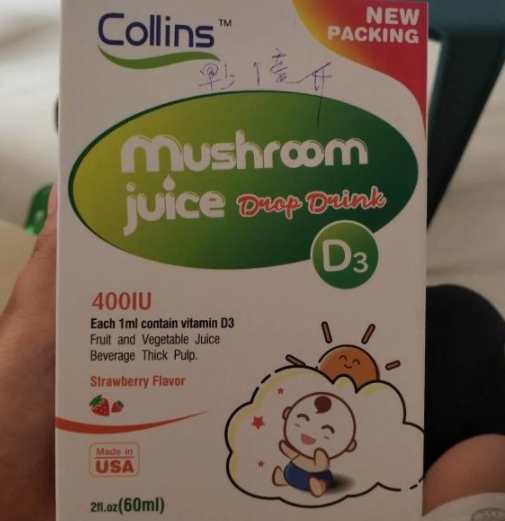 Collins™
NEW
PACKING
mushroom
juice Drop Drink
D3
400IU
Each 1ml contain vitamin D3
Fruit and Vegetable Juice
Beverage Thick Pulp.
Strawberry Flavor
Made in
USA
2fl.oz(60ml)